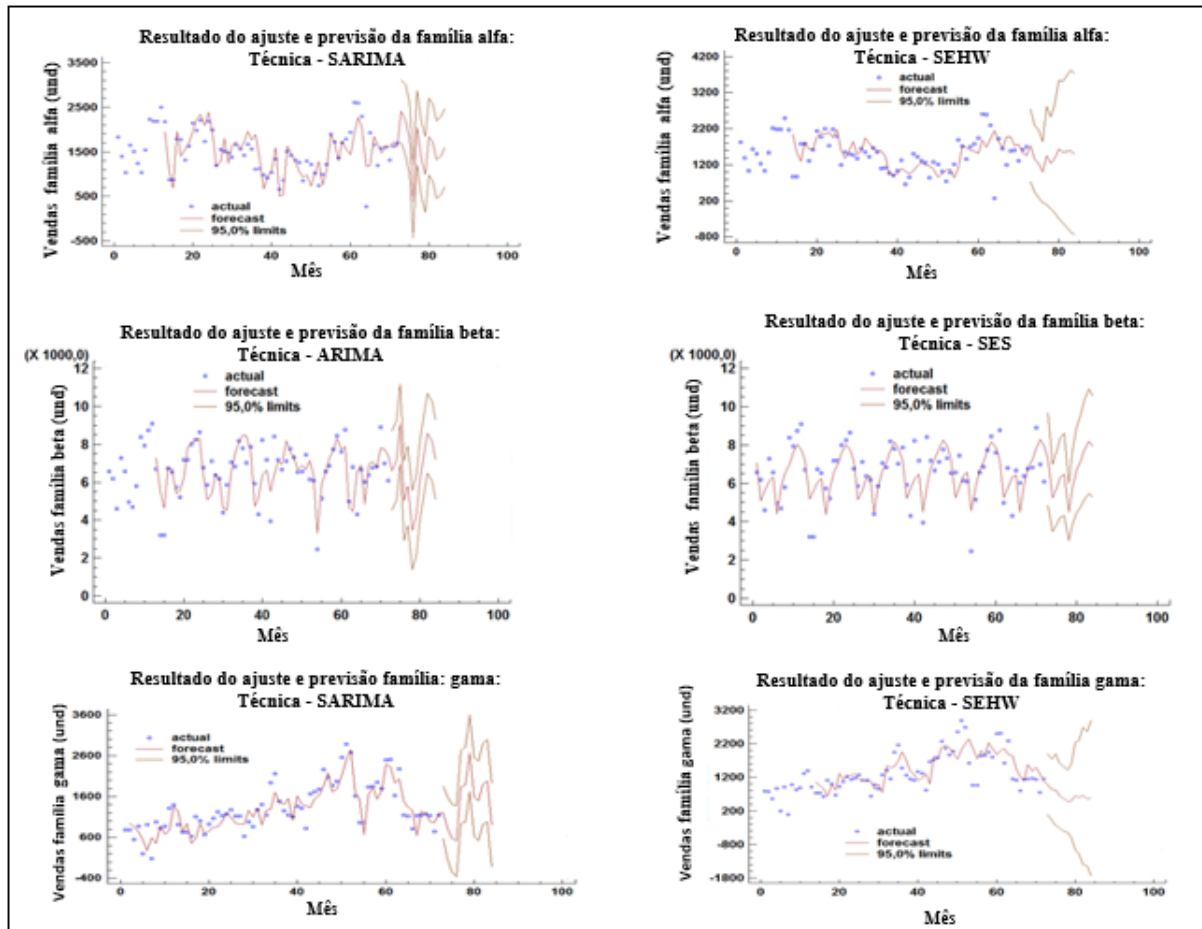 Resultado do ajuste e previsão da família alfa:
Técnica - SARIMA
Vendas família alfa (und)
3500
2500
1500
500
-500
actual
forecast
95,0% limits
0 20 40 60 80 100
Mês
Resultado do ajuste e previsão da família alfa:
Técnica - SEHW
Vendas família alfa (und)
4200
3200
2200
1200
200
-800
actual
forecast
95,0% limits
0 20 40 60 80 100
Mês
Resultado do ajuste e previsão da família beta:
Técnica - ARIMA
(X 1000,0)
Vendas família beta (und)
12
10
8
6
4
2
0
actual
forecast
95,0% limits
0 20 40 60 80 100
Mês
Resultado do ajuste e previsão da família beta:
Técnica - SES
(X 1000,0)
Vendas família beta (und)
12
10
8
6
4
2
0
actual
forecast
95,0% limits
0 20 40 60 80 100
Mês
Resultado do ajuste e previsão família: gama:
Técnica - SARIMA
Vendas família gama (und)
3600
2600
1600
600
-400
actual
forecast
95,0% limits
0 20 40 60 80 100
Mês
Resultado do ajuste e previsão da família gama:
Técnica - SEHW
Vendas família gama (und)
3200
2200
1200
200
-800
-1800
actual
forecast
95,0% limits
0 20 40 60 80 100
Mês